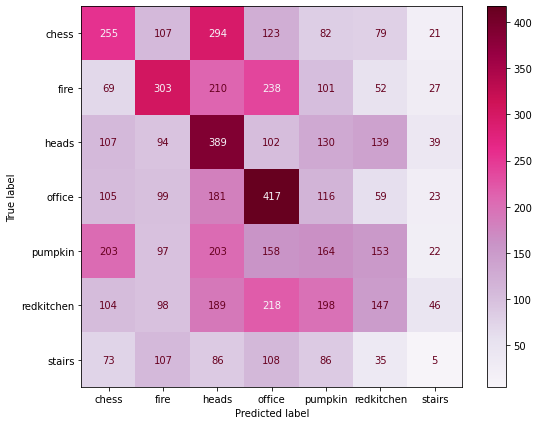 chess 255 107 294 123 82 79 21
fire 69 303 210 238 101 52 27
heads 107 94 389 102 130 139 39
office 105 99 181 417 116 59 23
pumpkin 203 97 203 158 164 153 22
redkitchen 104 98 189 218 198 147 46
stairs 73 107 86 108 86 35 5
chess fire heads office pumpkin redkitchen stairs
Predicted label
True label
400
350
300
250
200
150
100
50